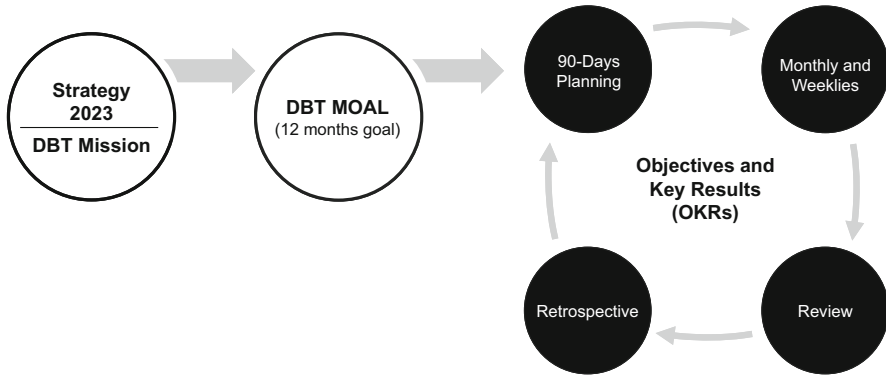 Strategy
2023
DBT Mission
DBT MOAL
(12 months goal)
90-Days
Planning
Monthly and
Weeklies
Objectives and
Key Results
(OKRs)
Retrospective
Review